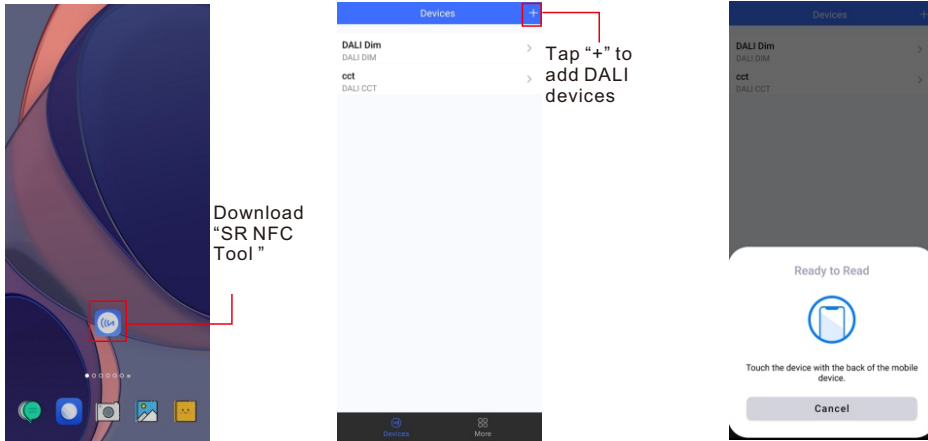 Download
“SR NFC
Tool ”
Devices
+
DALI Dim
DALI DIM
cct
DALI CCT
Devices
More
Tap “+” to
add DALI
devices
Devices
+
DALI Dim
DALI DIM
cct
DALI CCT
Ready to Read
Touch the device with the back of the mobile
device.
Cancel